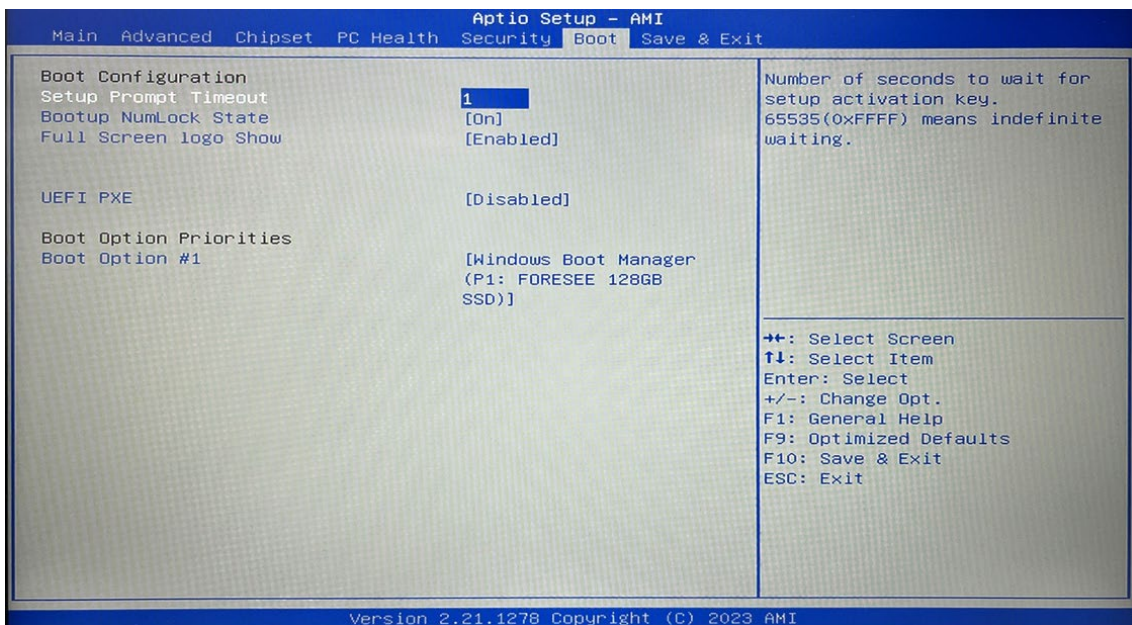 Aptio Setup – AMI
Main Advanced Chipset PC Health Security Boot Save & Exit
Boot Configuration
Setup Prompt Timeout 1
Bootup NumLock State [On]
Full Screen logo Show [Enabled]
UEFI PXE [Disabled]
Boot Option Priorities
Boot Option #1 [Windows Boot Manager
(P1: FORESEE 128GB
SSD)]
Number of seconds to wait for
setup activation key.
65535(0xFFFF) means indefinite
waiting.
→←: Select Screen
↑↓: Select Item
Enter: Select
+/-: Change Opt.
F1: General Help
F9: Optimized Defaults
F10: Save & Exit
ESC: Exit
Version 2.21.1278 Copyright (C) 2023 AMI